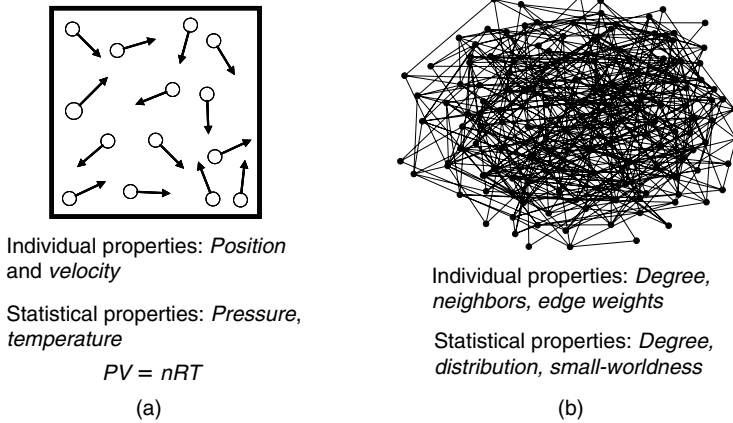 Individual properties: Position
and velocity
Statistical properties: Pressure,
temperature
PV = nRT
(a)
Individual properties: Degree,
neighbors, edge weights
Statistical properties: Degree,
distribution, small-worldness
(b)